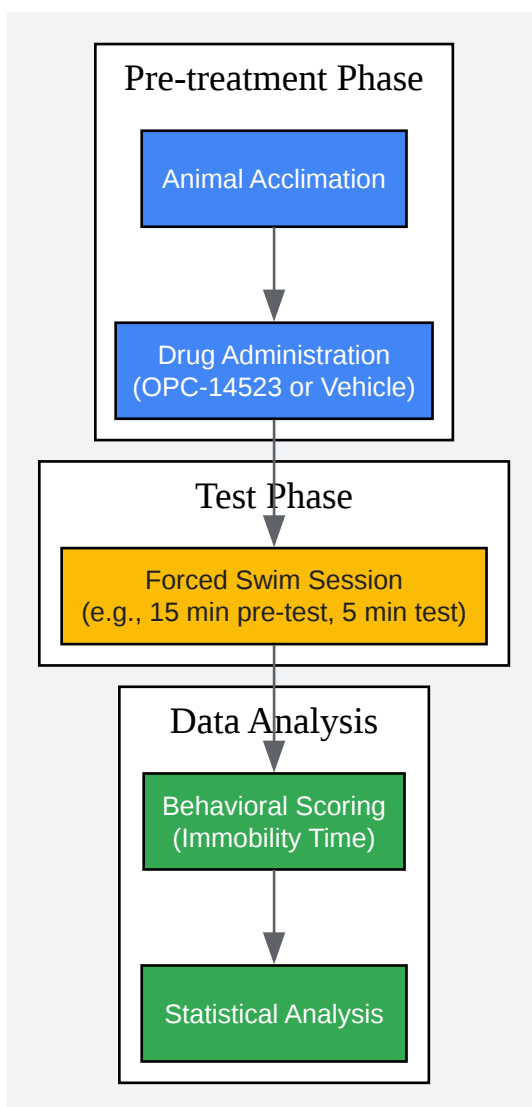 Pre-treatment Phase
Animal Acclimation
Drug Administration
(OPC-14523 or Vehicle)
Test Phase
Forced Swim Session
(e.g., 15 min pre-test, 5 min test)
Data Analysis
Behavioral Scoring
(Immobility Time)
Statistical Analysis